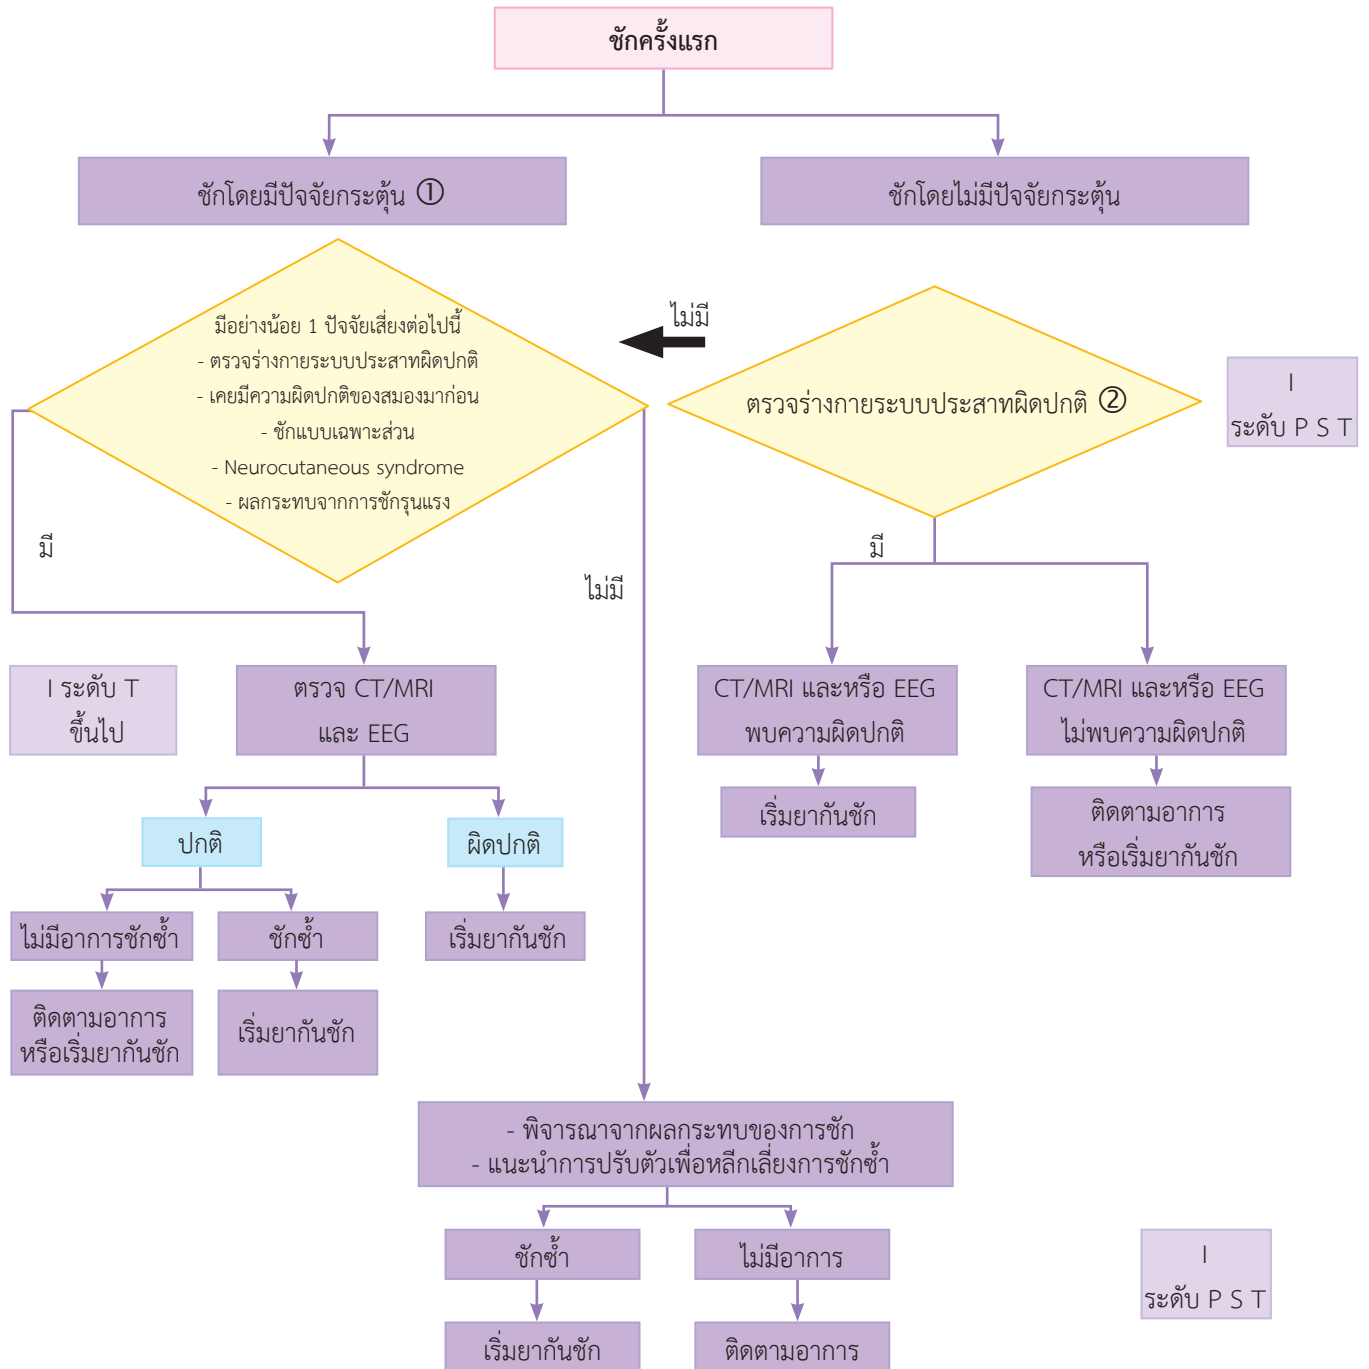 ชักครั้งแรก
ชักโดยมีปัจจัยกระตุ้น ①
ชักโดยไม่มีปัจจัยกระตุ้น
มีอย่างน้อย 1 ปัจจัยเสี่ยงต่อไปนี้
- ตรวจร่างกายระบบประสาทผิดปกติ
- เคยมีความผิดปกติของสมองมาก่อน
- ชักแบบเฉพาะส่วน
- Neurocutaneous syndrome
- ผลกระทบจากการชักรุนแรง
ไม่มี
ตรวจร่างกายระบบประสาทผิดปกติ ②
I
ระดับ P S T
มี
ไม่มี
มี
I ระดับ T
ขึ้นไป
ตรวจ CT/MRI
และ EEG
CT/MRI และหรือ EEG
พบความผิดปกติ
CT/MRI และหรือ EEG
ไม่พบความผิดปกติ
เริ่มยากันชัก
ติดตามอาการ
หรือเริ่มยากันชัก
ปกติ
ผิดปกติ
ไม่มีอาการชักซ้ำ
ชักซ้ำ
เริ่มยากันชัก
ติดตามอาการ
หรือเริ่มยากันชัก
เริ่มยากันชัก
- พิจารณาจากผลกระทบของการชัก
- แนะนำการปรับตัวเพื่อหลีกเลี่ยงการชักซ้ำ
ชักซ้ำ
ไม่มีอาการ
I
ระดับ P S T
เริ่มยากันชัก
ติดตามอาการ